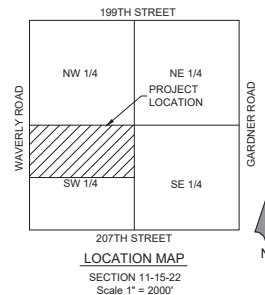 199TH STREET
NW 1/4
NE 1/4
PROJECT
LOCATION
WAVERLY ROAD
GARDNER ROAD
SW 1/4
SE 1/4
207TH STREET
N
LOCATION MAP
SECTION 11-15-22
Scale 1" = 2000'